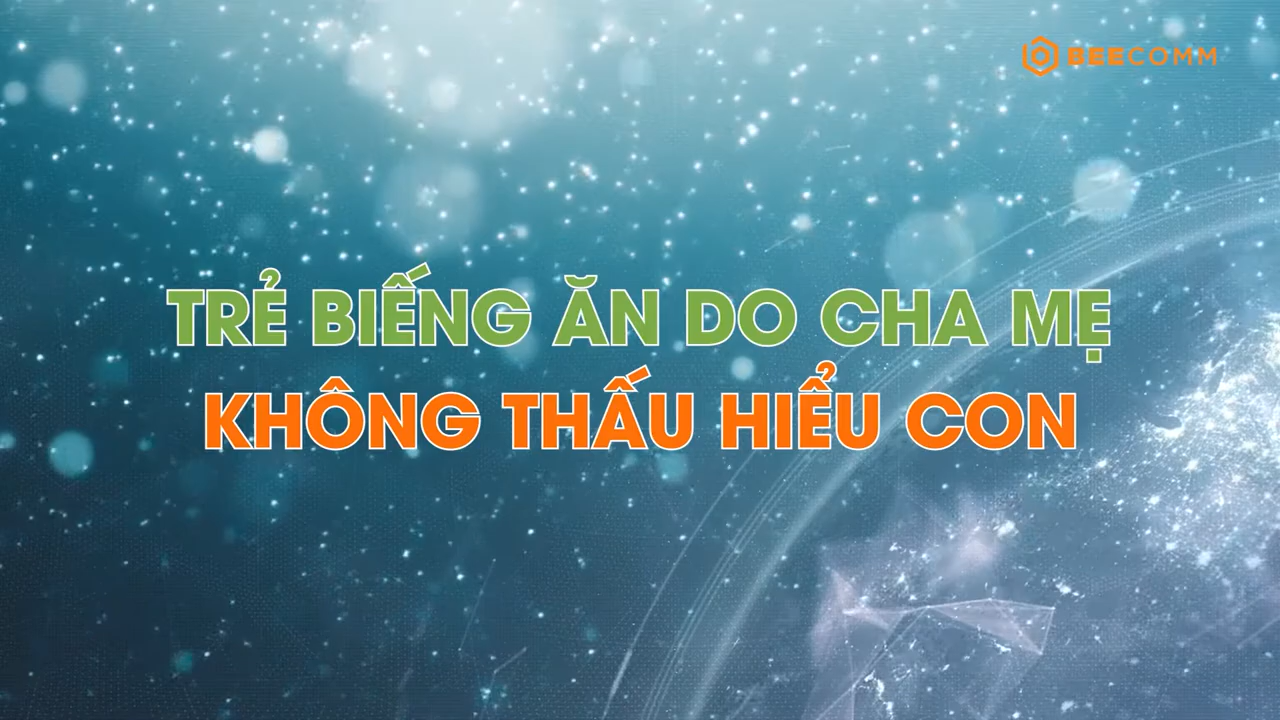 BEECOMM
TRẺ BIẾNG ĂN DO CHA MẸ
KHÔNG THẤU HIỂU CON